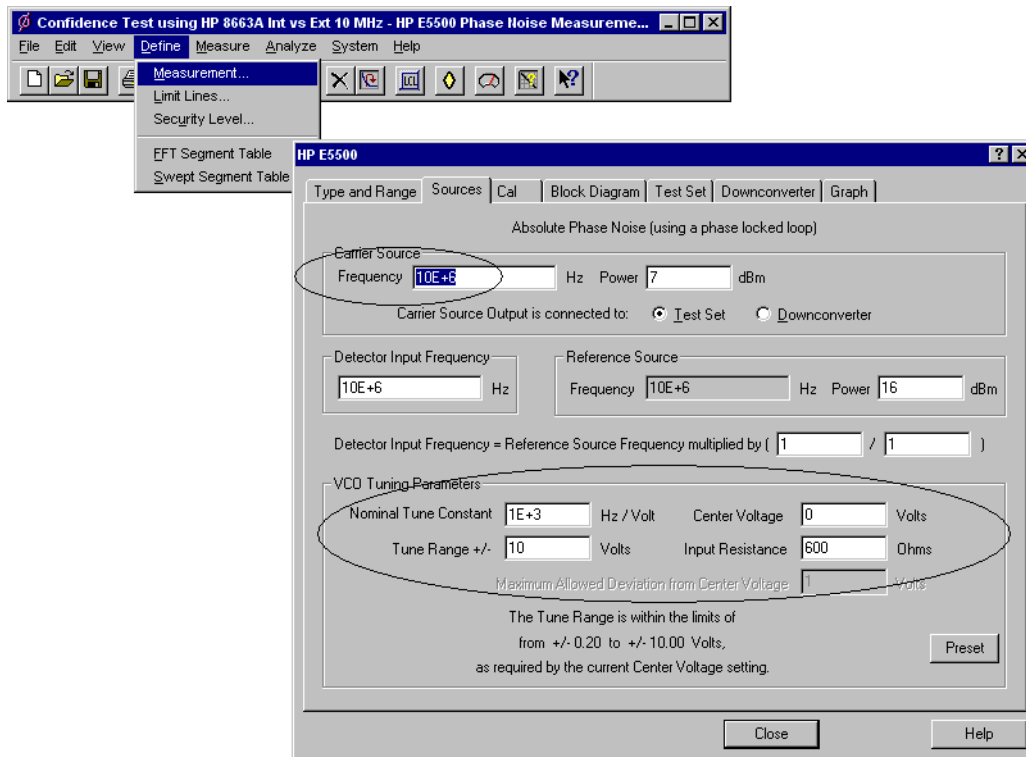 Confidence Test using HP 8663A Int vs Ext 10 MHz - HP E5500 Phase Noise Measureme...
File Edit View Define Measure Analyze System Help
Measurement...
LCL
Limit Lines...
Security Level...
FFT Segment Table
Swept Segment Table
HP E5500
Type and Range Sources Cal Block Diagram Test Set Downconverter Graph
Absolute Phase Noise (using a phase locked loop)
Carrier Source
Frequency 10E+6 Hz Power 7 dBm
Carrier Source Output is connected to: Test Set Downconverter
Detector Input Frequency
10E+6 Hz
Reference Source
Frequency 10E+6 Hz Power 16 dBm
Detector Input Frequency = Reference Source Frequency multiplied by ( 1 / 1 )
VCO Tuning Parameters
Nominal Tune Constant 1E+3 Hz / Volt Center Voltage 0 Volts
Tune Range +/- 10 Volts Input Resistance 600 Ohms
Maximum Allowed Deviation from Center Voltage 1 Volts
The Tune Range is within the limits of
from +/- 0.20 to +/- 10.00 Volts,
as required by the current Center Voltage setting.
Preset
Close Help